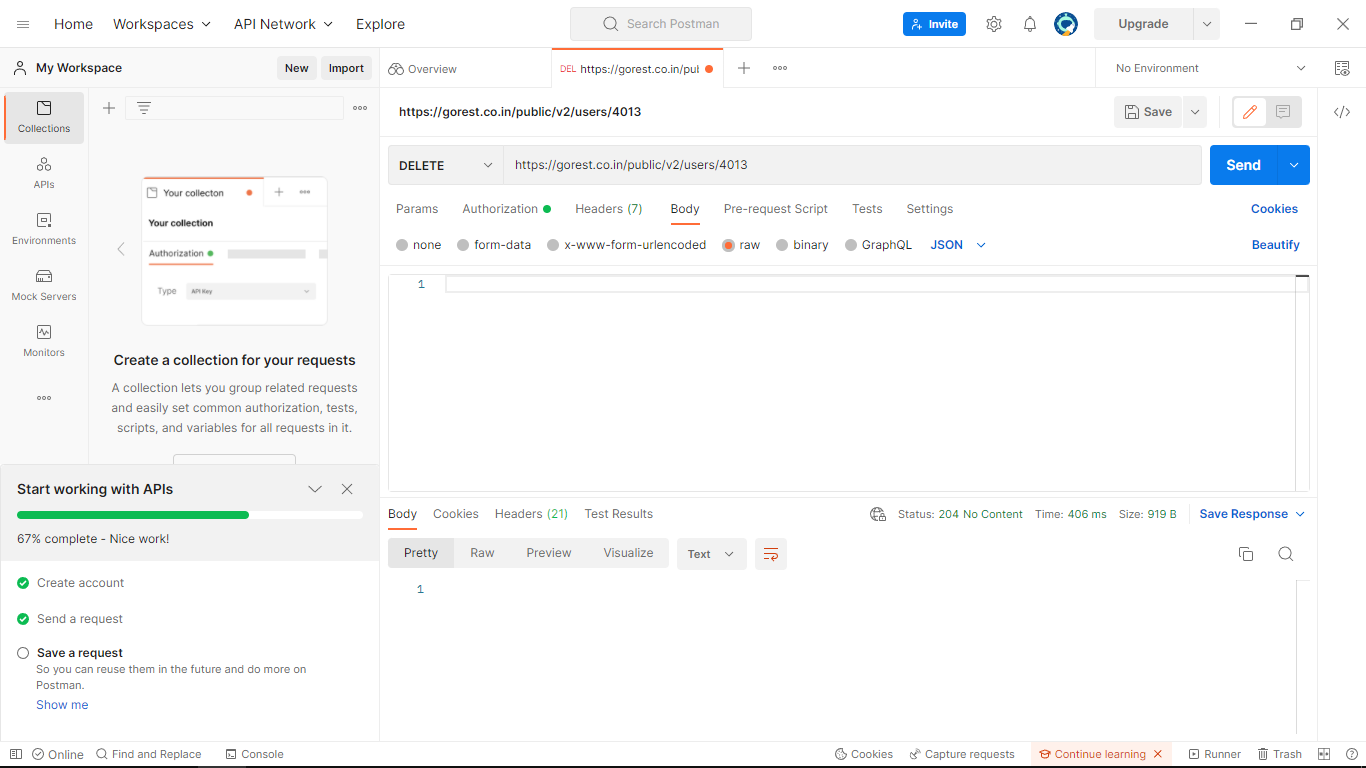 Home Workspaces API Network Explore Search Postman Invite Upgrade
My Workspace New Import Overview DEL https://gorest.co.in/pul No Environment
https://gorest.co.in/public/v2/users/4013 Save
Collections
APIs
Environments
Mock Servers
Monitors
Your collecton
Your collection
Authorization
Type API Key
Create a collection for your requests
A collection lets you group related requests
and easily set common authorization, tests,
scripts, and variables for all requests in it.
DELETE https://gorest.co.in/public/v2/users/4013 Send
Params Authorization Headers (7) Body Pre-request Script Tests Settings Cookies
none form-data x-www-form-urlencoded raw binary GraphQL JSON Beautify
1
Start working with APIs
67% complete - Nice work!
Create account
Send a request
Save a request
So you can reuse them in the future and do more on
Postman.
Show me
Body Cookies Headers (21) Test Results Status: 204 No Content Time: 406 ms Size: 919 B Save Response
Pretty Raw Preview Visualize Text
1
Online Find and Replace Console Cookies Capture requests Continue learning Runner Trash